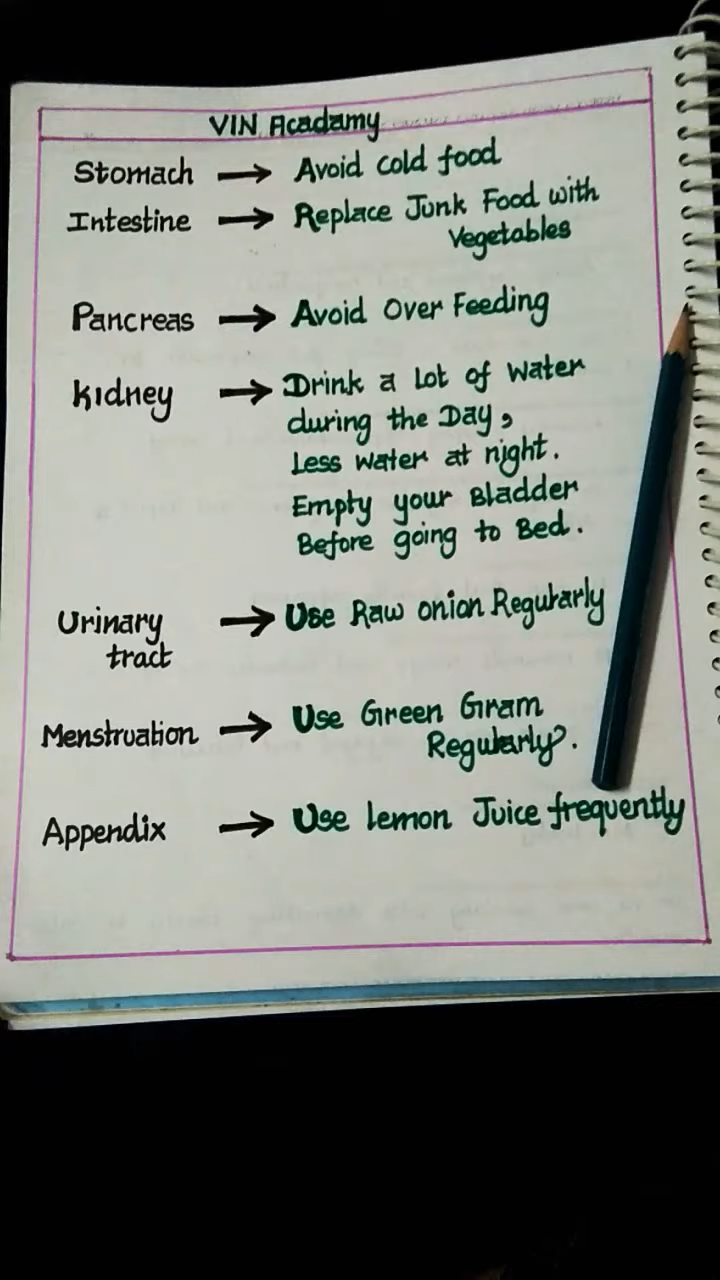 VIN Acadamy
Stomach → Avoid cold food
Intestine → Replace Junk Food with
Vegetables
Pancreas → Avoid Over Feeding
Kidney → Drink a Lot of Water
during the Day,
Less Water at night.
Empty your Bladder
Before going to Bed.
Urinary → Use Raw onion Regularly
tract
Menstruation → Use Green Gram
Regularly.
Appendix → Use lemon Juice frequently